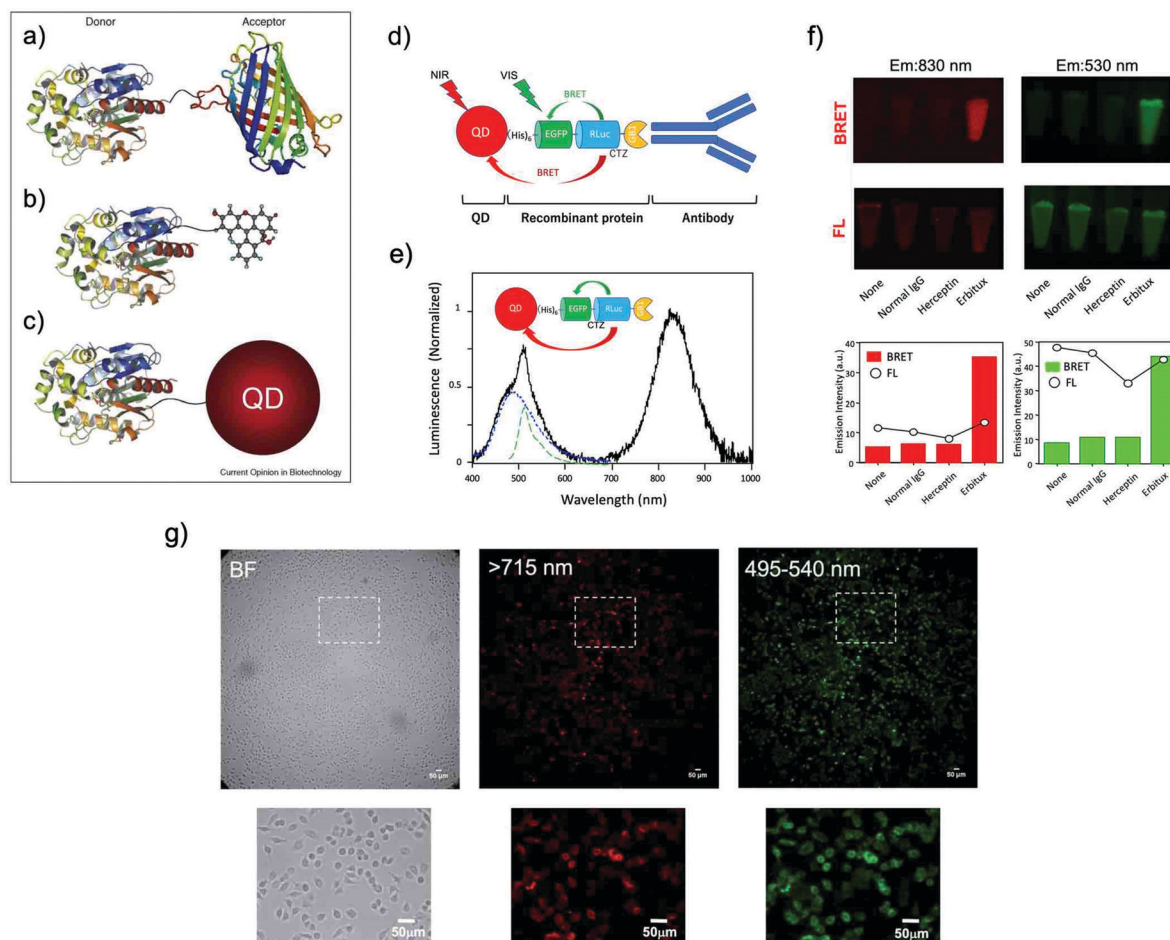 a)
Donor
Acceptor
b)
c)
QD
Current Opinion in Biotechnology
d)
NIR
VIS
BRET
QD
(His)6
EGFP
RLuc
GB1
CTZ
BRET
QD
Recombinant protein
Antibody
e)
Luminescence (Normalized)
1
0.5
0
QD
(His)6
EGFP
RLuc
GB1
CTZ
400 500 600 700 800 900 1000
Wavelength (nm)
f)
Em:830 nm
Em:530 nm
BRET
FL
None
Normal IgG
Herceptin
Erbitux
None
Normal IgG
Herceptin
Erbitux
Emission Intensity (a.u.)
40
30
20
10
0
BRET
FL
None
Normal IgG
Herceptin
Erbitux
Emission Intensity (a.u.)
50
40
30
20
10
0
BRET
FL
None
Normal IgG
Herceptin
Erbitux
g)
BF
>715 nm
495-540 nm
50 µm
50 µm
50 µm
50µm
50µm
50µm